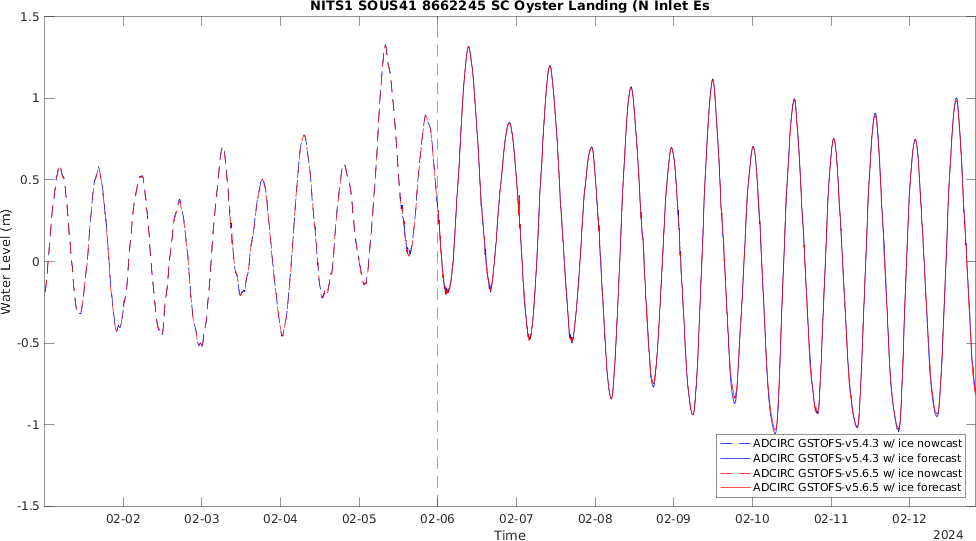 NITS1 SOUS41 8662245 SC Oyster Landing (N Inlet Es
Water Level (m)
1.5
1
0.5
0
-0.5
-1
-1.5
02-02 02-03 02-04 02-05 02-06 02-07 02-08 02-09 02-10 02-11 02-12
Time
2024
ADCIRC GSTOFS-v5.4.3 w/ ice nowcast
ADCIRC GSTOFS-v5.4.3 w/ ice forecast
ADCIRC GSTOFS-v5.6.5 w/ ice nowcast
ADCIRC GSTOFS-v5.6.5 w/ ice forecast